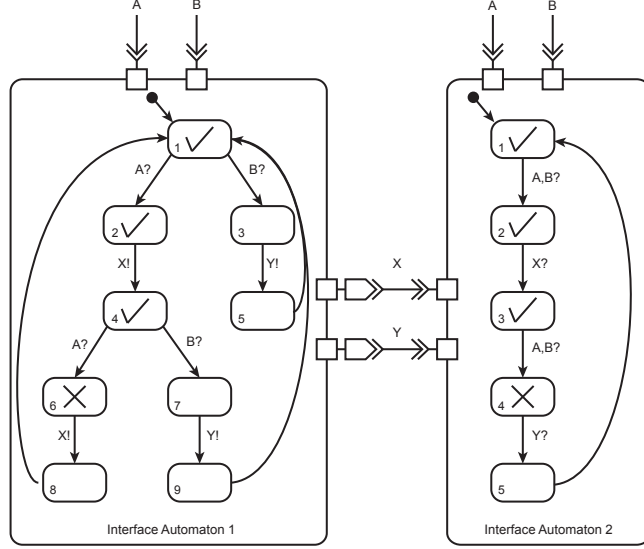 A
B
A
B
1
A?
B?
2
3
X!
Y!
4
5
A?
B?
6
7
X!
Y!
8
9
Interface Automaton 1
X
Y
1
A,B?
2
X?
3
A,B?
4
Y?
5
Interface Automaton 2